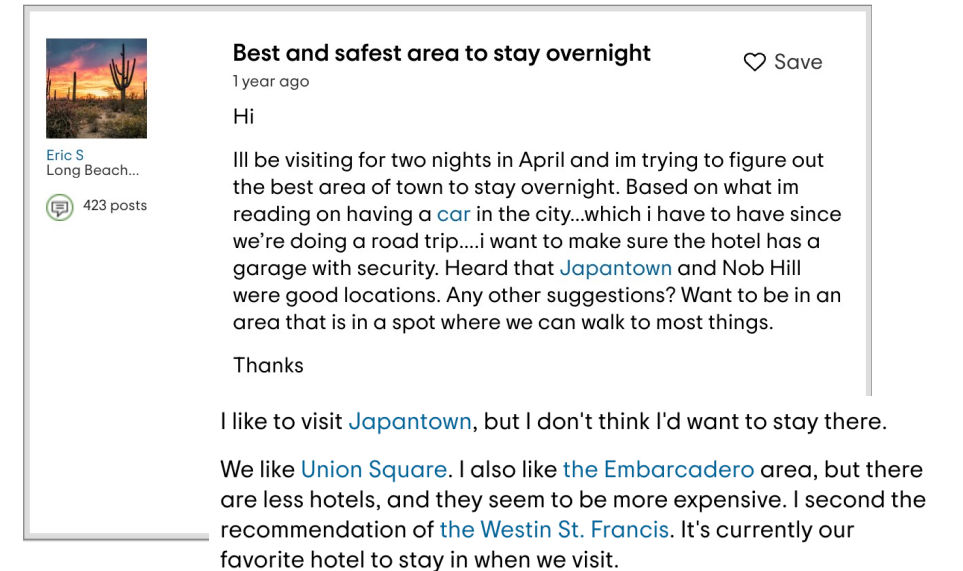 Best and safest area to stay overnight
Save
1 year ago
Hi
Eric S
Long Beach...
423 posts
Ill be visiting for two nights in April and im trying to figure out
the best area of town to stay overnight. Based on what im
reading on having a car in the city...which i have to have since
we’re doing a road trip....i want to make sure the hotel has a
garage with security. Heard that Japantown and Nob Hill
were good locations. Any other suggestions? Want to be in an
area that is in a spot where we can walk to most things.
Thanks
I like to visit Japantown, but I don't think I'd want to stay there.
We like Union Square. I also like the Embarcadero area, but there
are less hotels, and they seem to be more expensive. I second the
recommendation of the Westin St. Francis. It's currently our
favorite hotel to stay in when we visit.